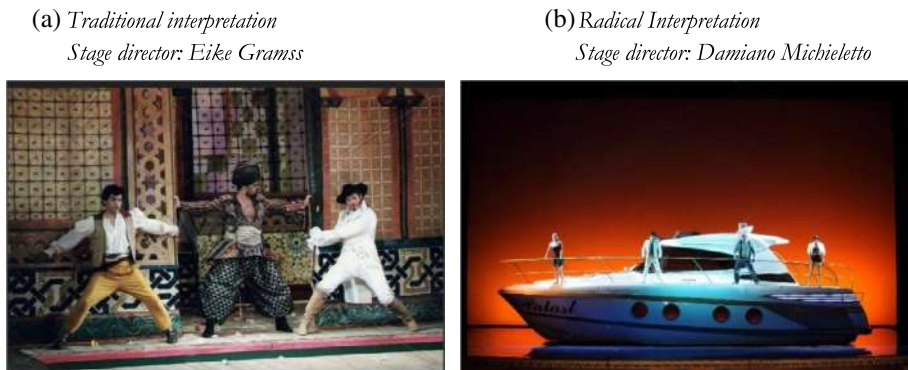 (a) Traditional interpretation
Stage director: Eike Gramss
(b) Radical Interpretation
Stage director: Damiano Michieletto